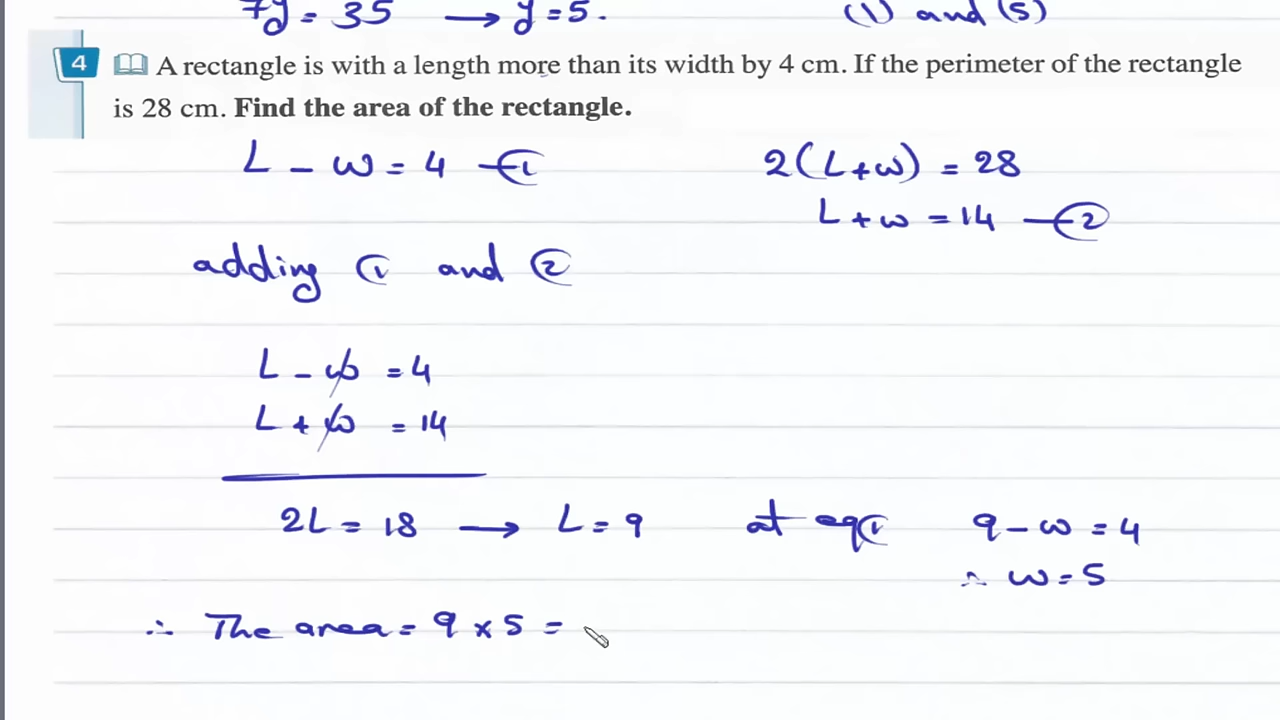 7y = 35 → y = 5.
(1) and (5)
4 A rectangle is with a length more than its width by 4 cm. If the perimeter of the rectangle
is 28 cm. Find the area of the rectangle.
L - w = 4 — ①
2(L+w) = 28
L + w = 14 — ②
adding ① and ②
L - w = 4
L + w = 14
2L = 18 → L = 9 at eq① 9 - w = 4
∴ w = 5
∴ The area = 9 × 5 =